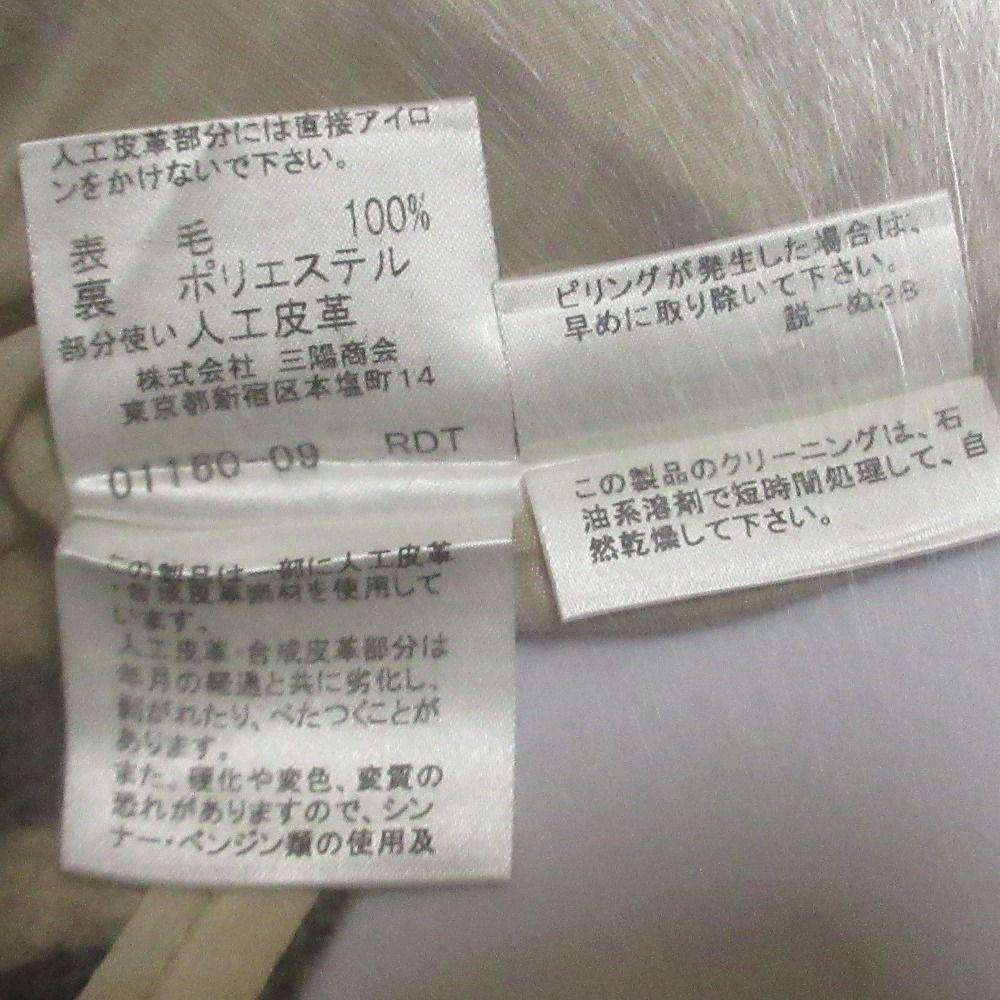 人工皮革部分には直接アイロ
ンをかけないで下さい。
表 毛 100%
裏 ポリエステル
部分使い 人工皮革
株式会社 三陽商会
東京都新宿区本塩町14
01160-09 RDT
この製品は一部に人工皮革
・合成皮革素材を使用して
います。
人工皮革・合成皮革部分は
年月の経過と共に劣化し、
剥がれたり、べたつくことが
あります。
また、硬化や変色、変質の
恐れがありますので、シン
ナー・ベンジン類の使用及
ピリングが発生した場合は、
早めに取り除いて下さい。
説一ぬ38
この製品のクリーニングは、石
油系溶剤で短時間処理して、自
然乾燥して下さい。